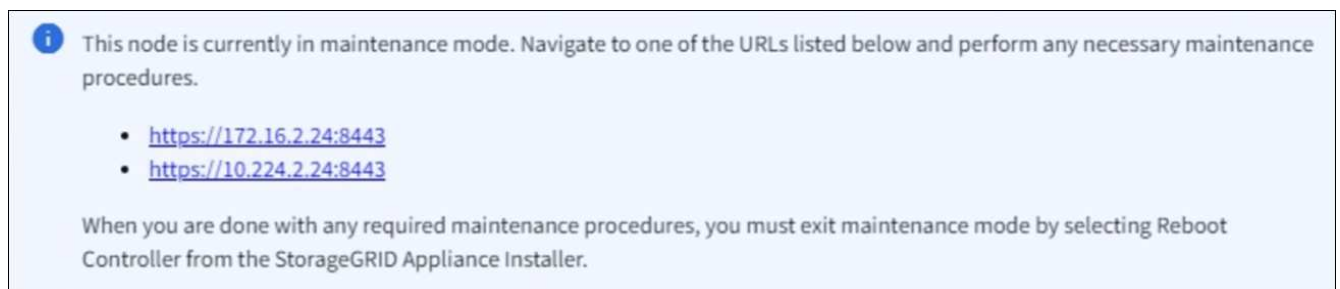 This node is currently in maintenance mode. Navigate to one of the URLs listed below and perform any necessary maintenance
procedures.
• https://172.16.2.24:8443
• https://10.224.2.24:8443
When you are done with any required maintenance procedures, you must exit maintenance mode by selecting Reboot
Controller from the StorageGRID Appliance Installer.